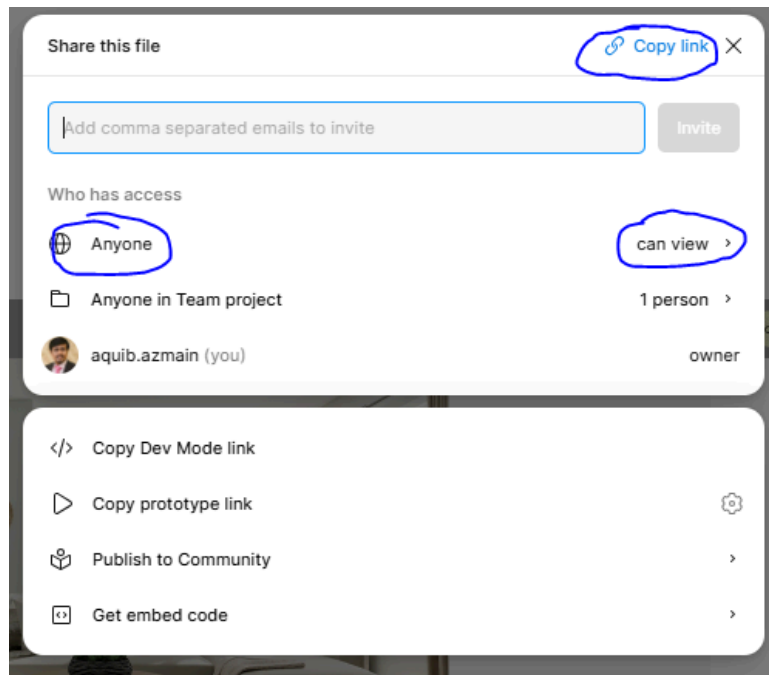 Share this file
Copy link
Add comma separated emails to invite
Invite
Who has access
Anyone
can view
Anyone in Team project
1 person
aquib.azmain (you)
owner
Copy Dev Mode link
Copy prototype link
Publish to Community
Get embed code